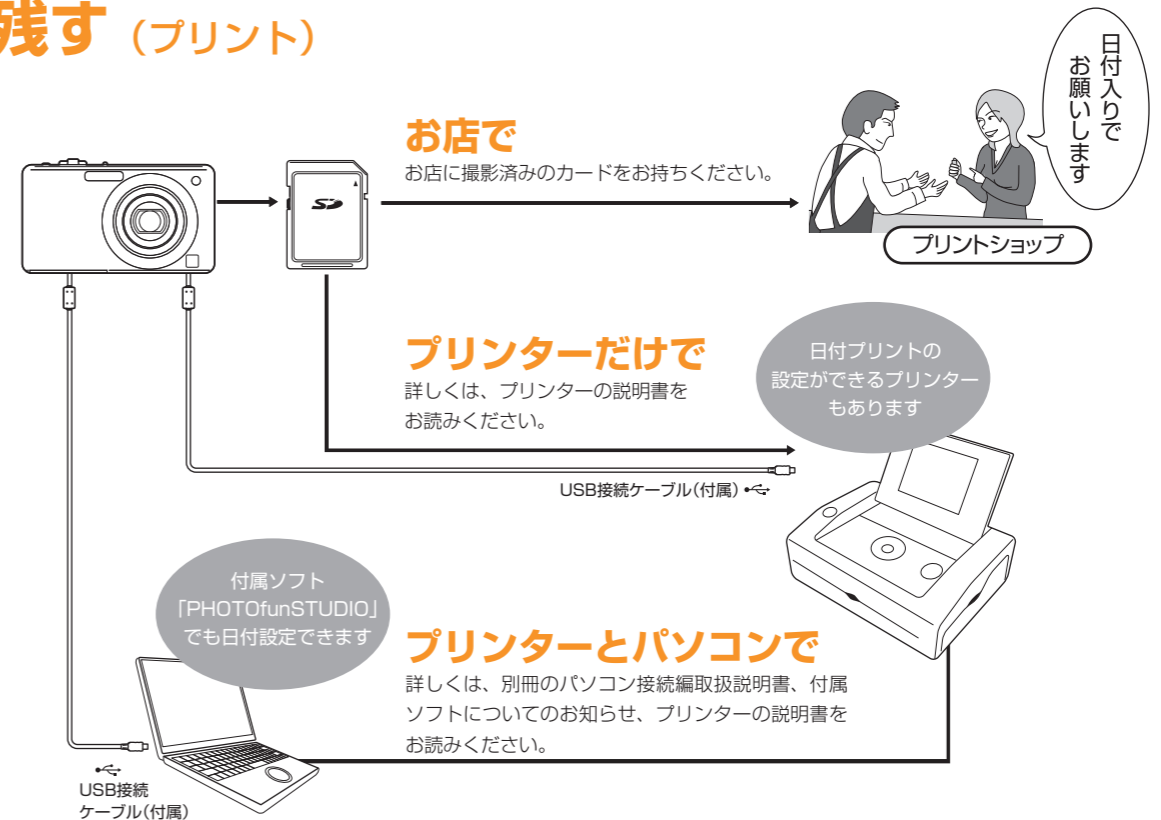 残す（プリント）
日付入りで
お願いします
お店で
お店に撮影済みのカードをお持ちください。
SD
プリントショップ
プリンターだけで
詳しくは、プリンターの説明書を
お読みください。
日付プリントの
設定ができるプリンター
もあります
USB接続ケーブル(付属)
付属ソフト
「PHOTOfunSTUDIO」
でも日付設定できます
プリンターとパソコンで
詳しくは、別冊のパソコン接続編取扱説明書、付属
ソフトについてのお知らせ、プリンターの説明書を
お読みください。
USB接続
ケーブル(付属)